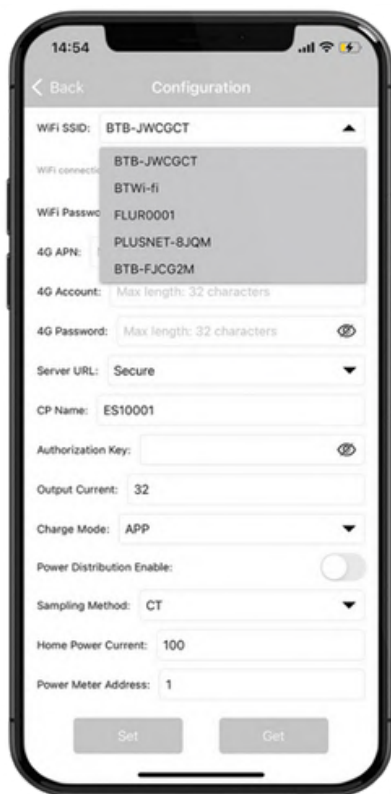 14:54
Back Configuration
WiFi SSID: BTB-JWCGCT
BTB-JWCGCT
WiFi connecti
BTWi-fi
WiFi Passwo FLUR0001
PLUSNET-8JQM
4G APN:
BTB-FJCG2M
4G Account: Max length: 32 characters
4G Password: Max length: 32 characters
Server URL: Secure
CP Name: ES10001
Authorization Key:
Output Current: 32
Charge Mode: APP
Power Distribution Enable:
Sampling Method: CT
Home Power Current: 100
Power Meter Address: 1
Set Get